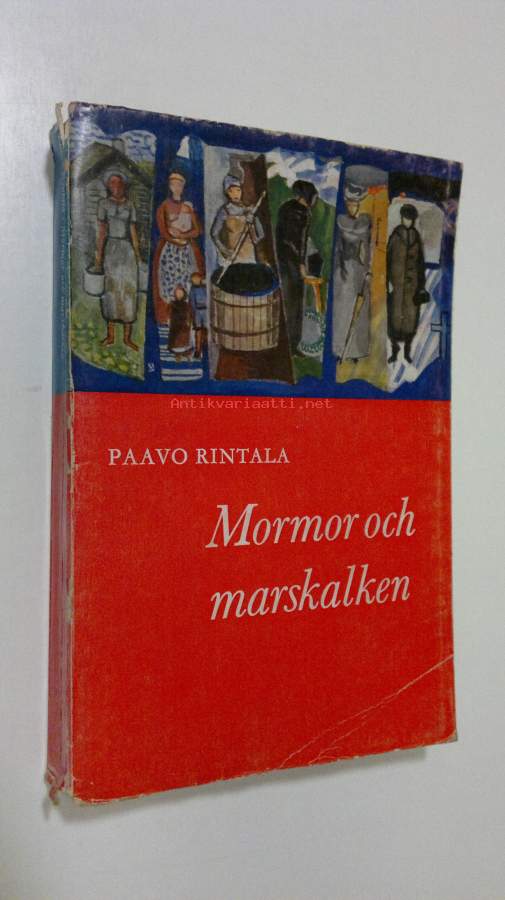 Antikvariaatti.net
PAAVO RINTALA
Mormor och
marskalken